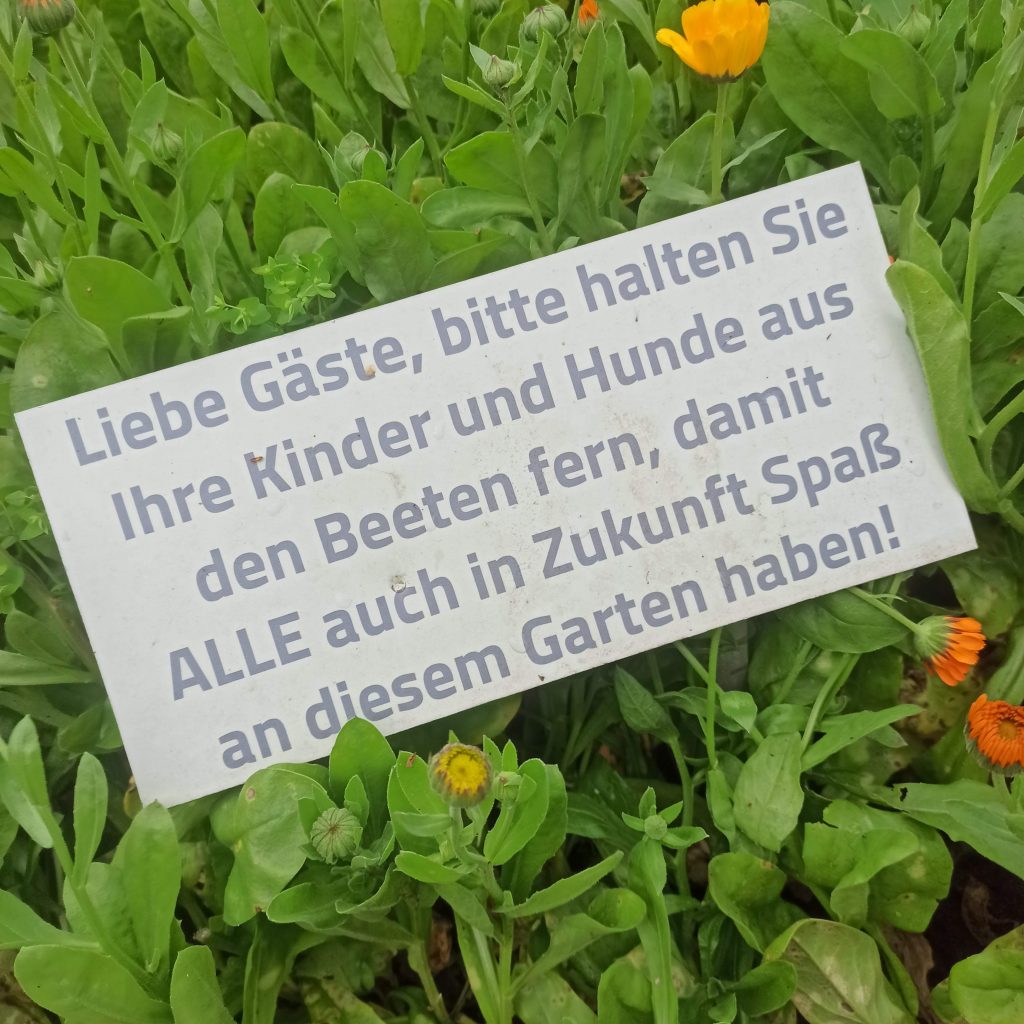 Liebe Gäste, bitte halten Sie
Ihre Kinder und Hunde aus
den Beeten fern, damit
ALLE auch in Zukunft Spaß
an diesem Garten haben!